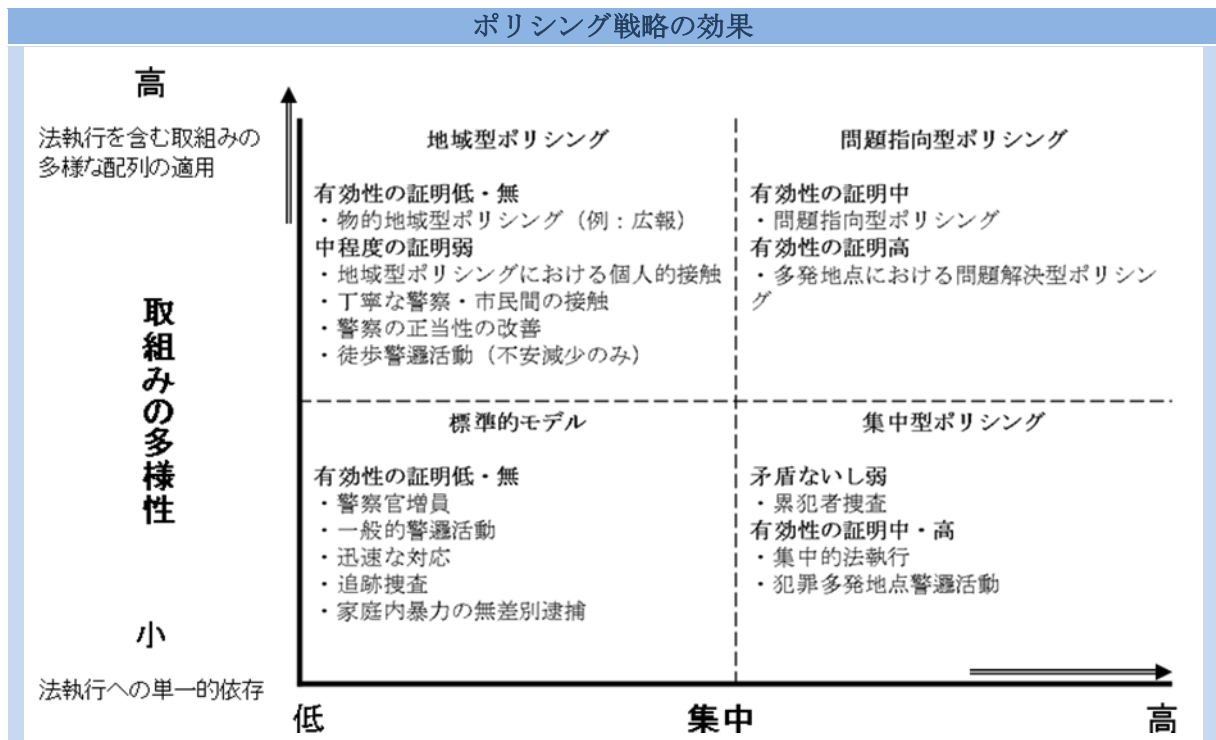 ポリシング戦略の効果
高
法執行を含む取組みの
多様な配列の適用
取組みの多様性
小
法執行への単一的依存
地域型ポリシング
有効性の証明低・無
・物的地域型ポリシング（例：広報）
中程度の証明弱
・地域型ポリシングにおける個人的接触
・丁寧な警察・市民間の接触
・警察の正当性の改善
・徒歩警邏活動（不安減少のみ）
問題指向型ポリシング
有効性の証明中
・問題指向型ポリシング
有効性の証明高
・多発地点における問題解決型ポリシン
グ
標準的モデル
有効性の証明低・無
・警察官増員
・一般的警邏活動
・迅速な対応
・追跡捜査
・家庭内暴力の無差別逮捕
集中型ポリシング
矛盾ないし弱
・累犯者捜査
有効性の証明中・高
・集中的法執行
・犯罪多発地点警邏活動
低
集中
高